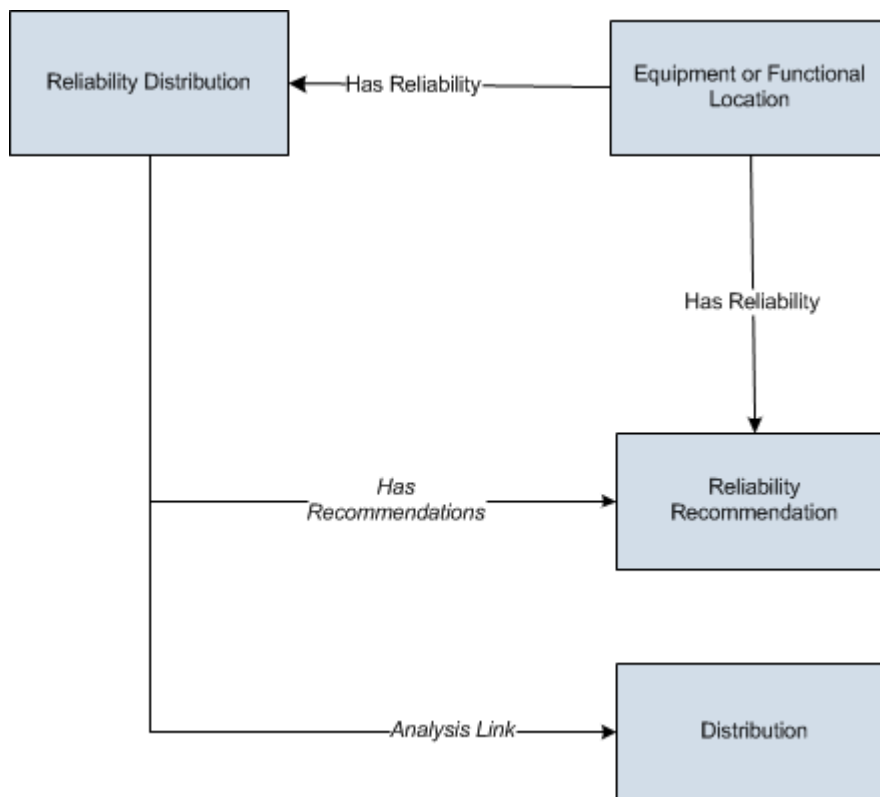 Reliability Distribution
Has Reliability
Equipment or Functional
Location
Has Reliability
Has
Recommendations
Reliability
Recommendation
Analysis Link
Distribution